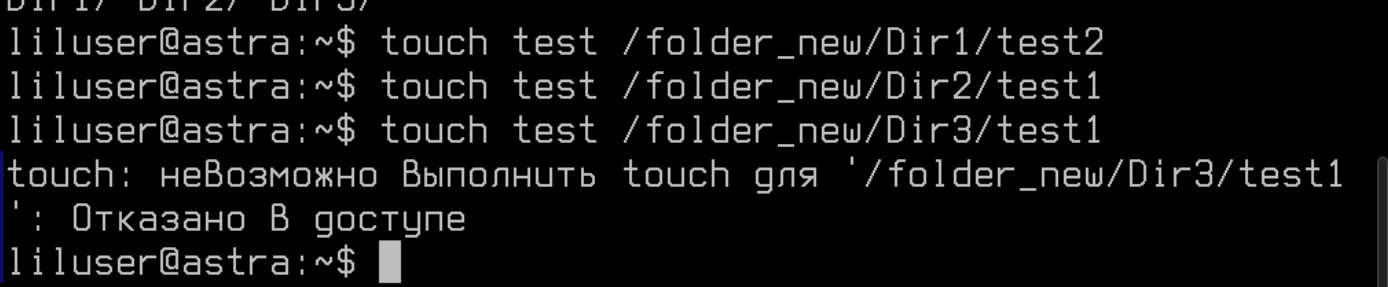 Dir1/ Dir2/ Dir3/
liluser@astra:~$ touch test /folder_new/Dir1/test2
liluser@astra:~$ touch test /folder_new/Dir2/test1
liluser@astra:~$ touch test /folder_new/Dir3/test1
touch: невозможно выполнить touch для '/folder_new/Dir3/test1
': Отказано в доступе
liluser@astra:~$